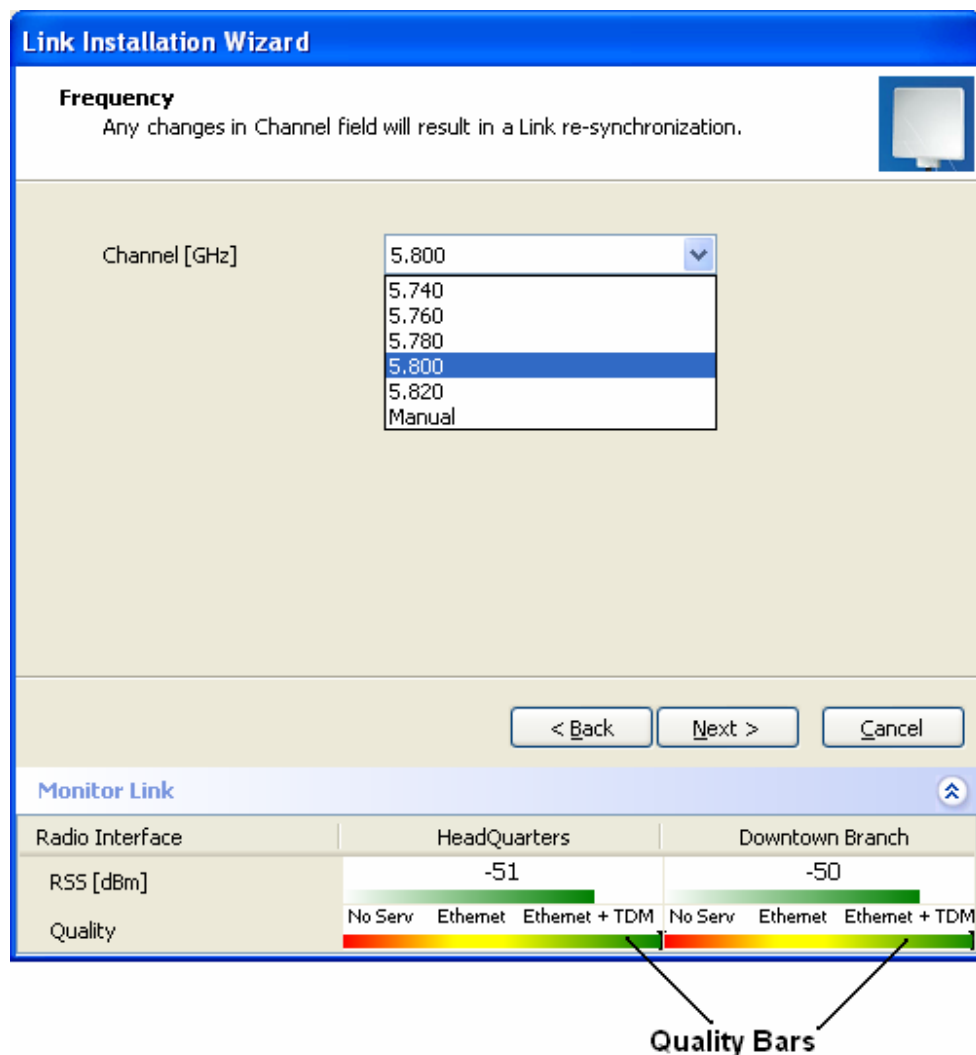 Link Installation Wizard
Frequency
Any changes in Channel field will result in a Link re-synchronization.
Channel [GHz]
5.800
5.740
5.760
5.780
5.800
5.820
Manual
< Back
Next >
Cancel
Monitor Link
Radio Interface HeadQuarters Downtown Branch
RSS [dBm] -51 -50
No Serv Ethernet Ethernet + TDM No Serv Ethernet Ethernet + TDM
Quality
Quality Bars